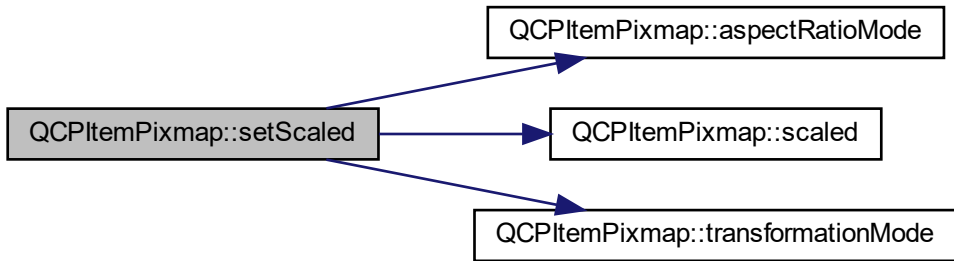 QCPItemPixmap::aspectRatioMode
QCPItemPixmap::setScaled
QCPItemPixmap::scaled
QCPItemPixmap::transformationMode